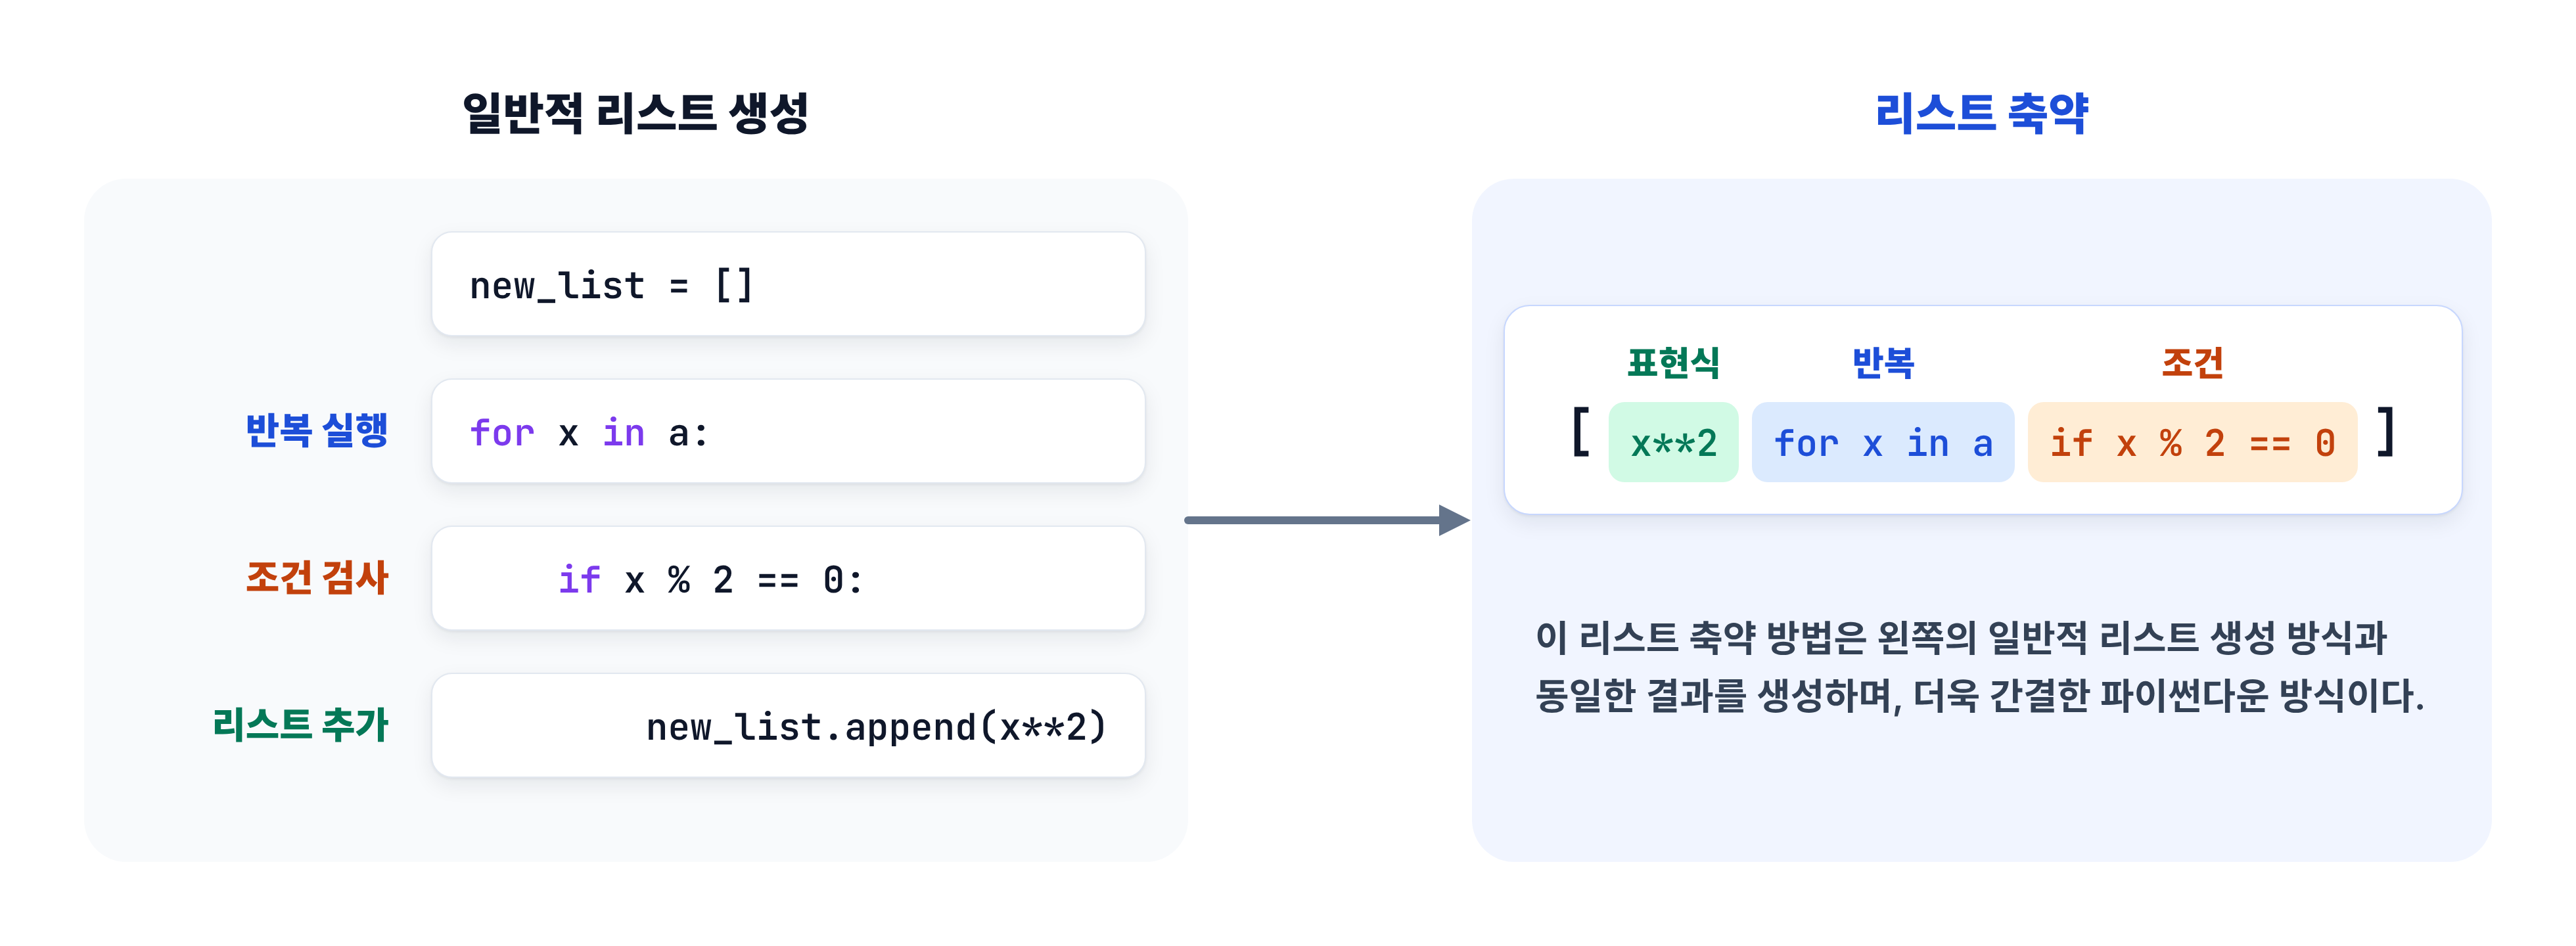 일반적 리스트 생성
new_list = []
반복 실행
for x in a:
조건 검사
if x % 2 == 0:
리스트 추가
new_list.append(x**2)
리스트 축약
표현식 반복 조건
[ x**2 for x in a if x % 2 == 0 ]
이 리스트 축약 방법은 왼쪽의 일반적 리스트 생성 방식과
동일한 결과를 생성하며, 더욱 간결한 파이썬다운 방식이다.